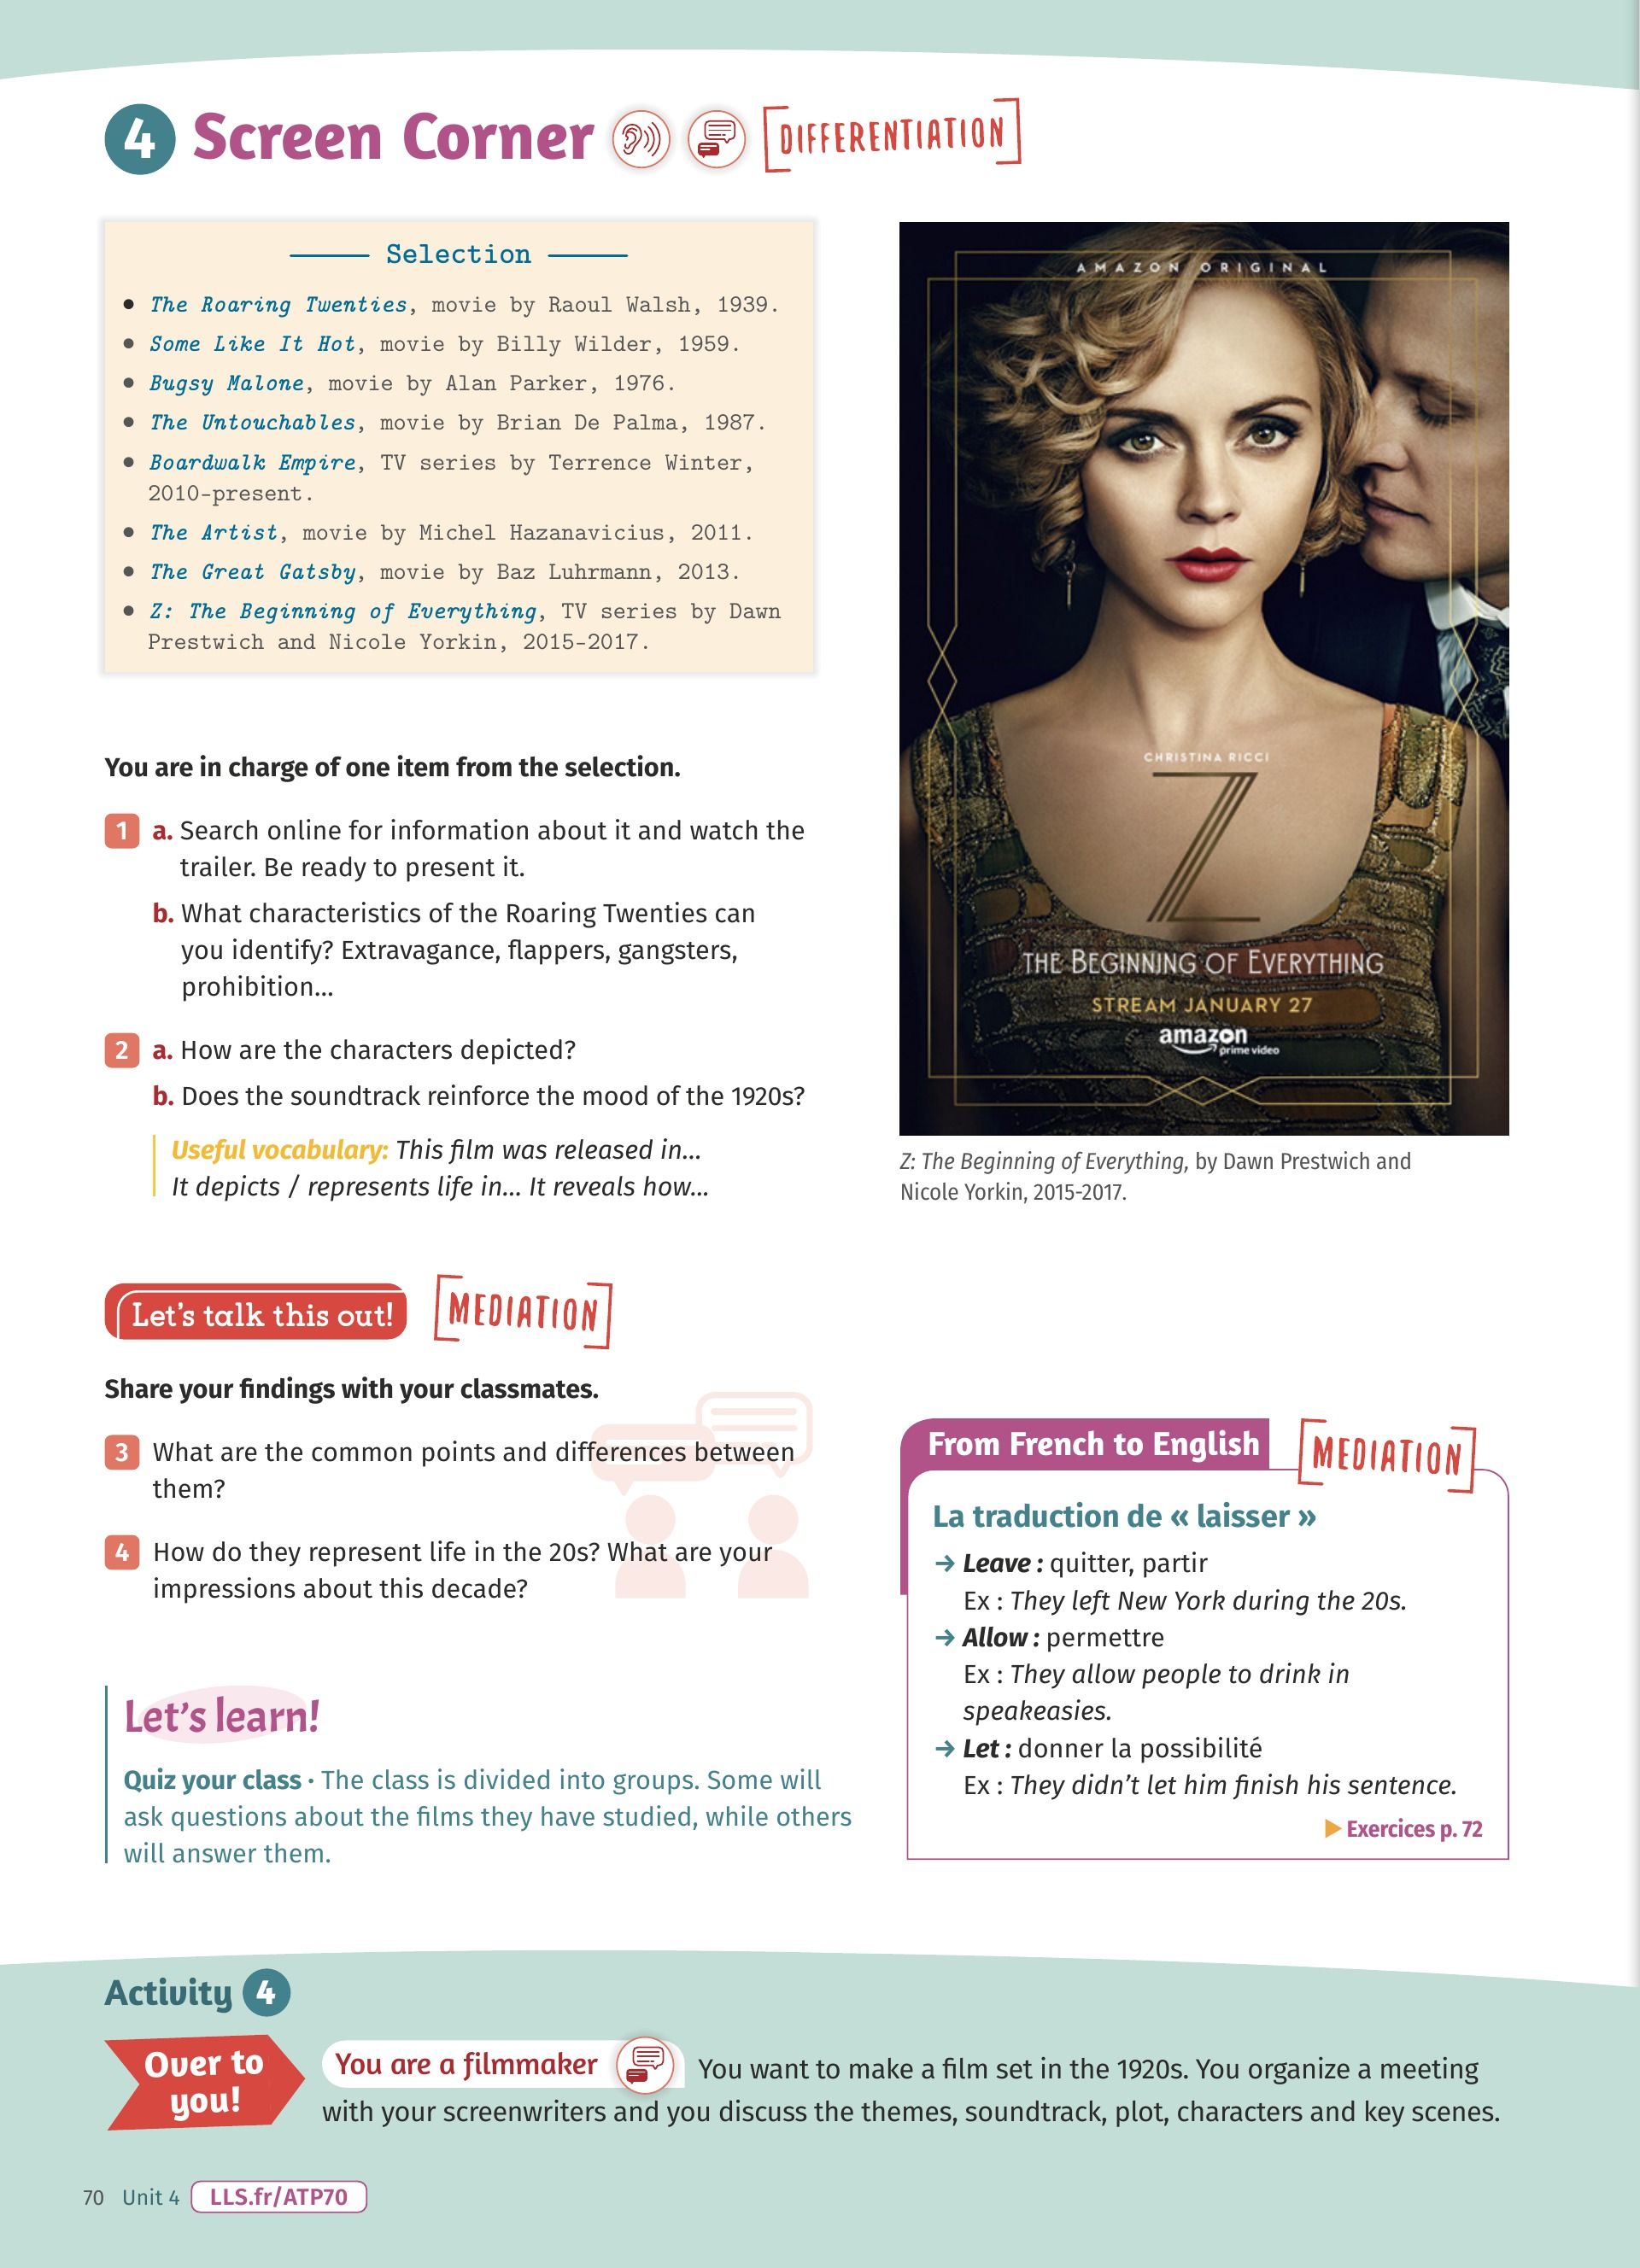 4 Screen Corner [DIFFERENTIATION]
Selection
• The Roaring Twenties, movie by Raoul Walsh, 1939.
• Some Like It Hot, movie by Billy Wilder, 1959.
• Bugsy Malone, movie by Alan Parker, 1976.
• The Untouchables, movie by Brian De Palma, 1987.
• Boardwalk Empire, TV series by Terrence Winter,
2010-present.
• The Artist, movie by Michel Hazanavicius, 2011.
• The Great Gatsby, movie by Baz Luhrmann, 2013.
• Z: The Beginning of Everything, TV series by Dawn
Prestwich and Nicole Yorkin, 2015-2017.
You are in charge of one item from the selection.
1 a. Search online for information about it and watch the
trailer. Be ready to present it.
b. What characteristics of the Roaring Twenties can
you identify? Extravagance, flappers, gangsters,
prohibition...
2 a. How are the characters depicted?
b. Does the soundtrack reinforce the mood of the 1920s?
Useful vocabulary: This film was released in...
It depicts / represents life in... It reveals how...
AMAZON ORIGINAL
CHRISTINA RICCI
Z
THE BEGINNING OF EVERYTHING
STREAM JANUARY 27
amazon
prime video
Z: The Beginning of Everything, by Dawn Prestwich and
Nicole Yorkin, 2015-2017.
Let's talk this out! [MEDIATION]
Share your findings with your classmates.
3 What are the common points and differences between
them?
4 How do they represent life in the 20s? What are your
impressions about this decade?
Let's learn!
Quiz your class · The class is divided into groups. Some will
ask questions about the films they have studied, while others
will answer them.
From French to English [MEDIATION]
La traduction de « laisser »
→ Leave : quitter, partir
Ex : They left New York during the 20s.
→ Allow : permettre
Ex : They allow people to drink in
speakeasies.
→ Let : donner la possibilité
Ex : They didn't let him finish his sentence.
▶ Exercices p. 72
Activity 4
Over to
you!
You are a filmmaker You want to make a film set in the 1920s. You organize a meeting
with your screenwriters and you discuss the themes, soundtrack, plot, characters and key scenes.
70 Unit 4 LLS.fr/ATP70